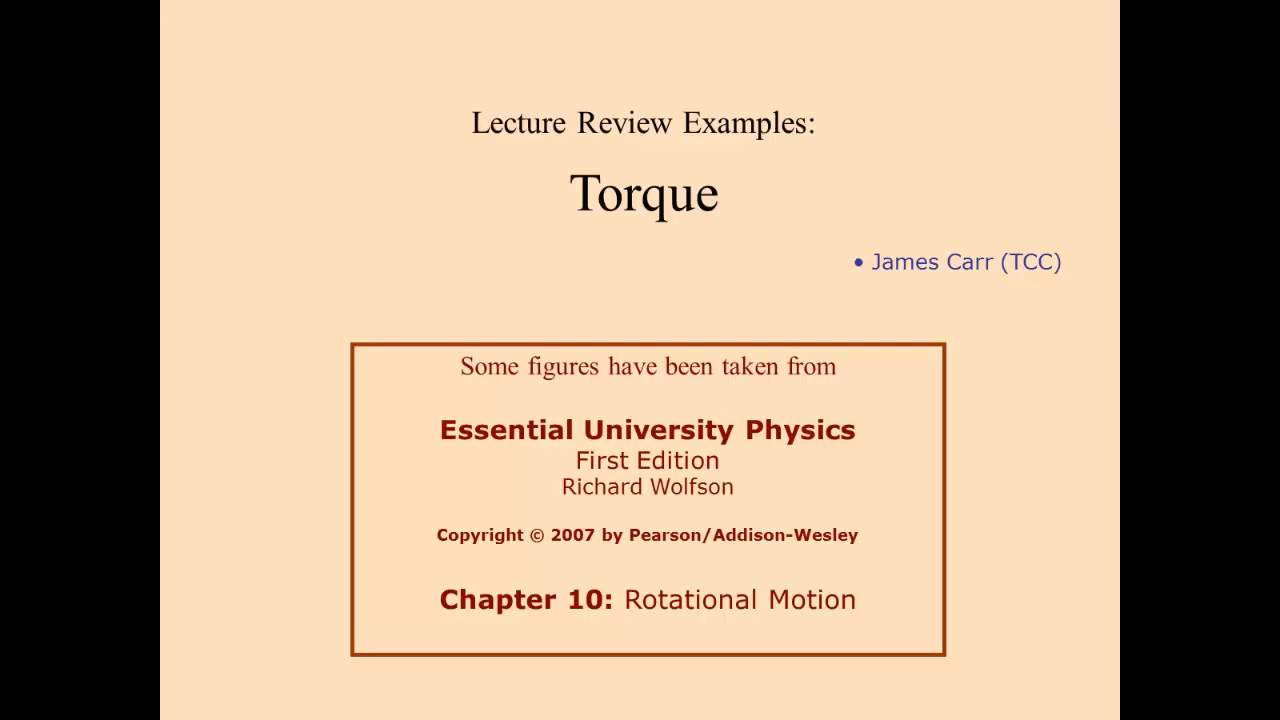 Lecture Review Examples:
Torque
• James Carr (TCC)
Some figures have been taken from
Essential University Physics
First Edition
Richard Wolfson
Copyright © 2007 by Pearson/Addison-Wesley
Chapter 10: Rotational Motion